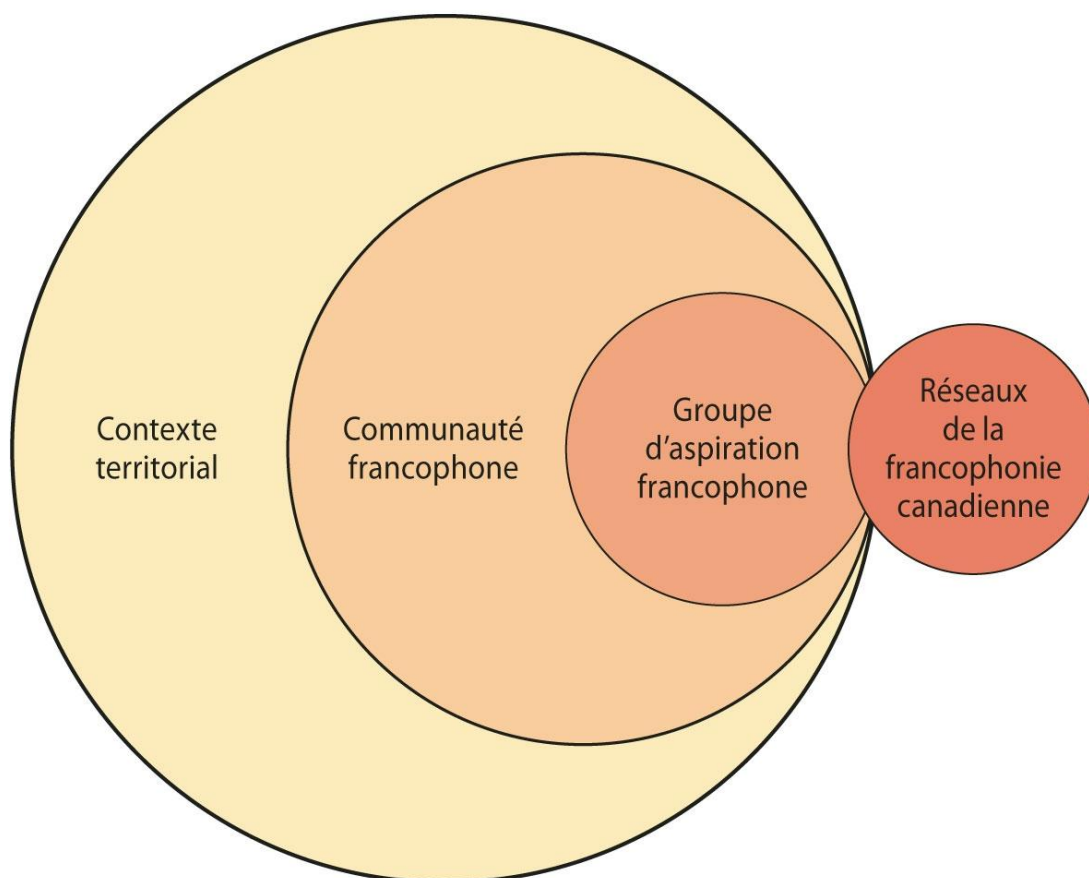 Contexte
territorial
Communauté
francophone
Groupe
d’aspiration
francophone
Réseaux
de la
francophonie
canadienne